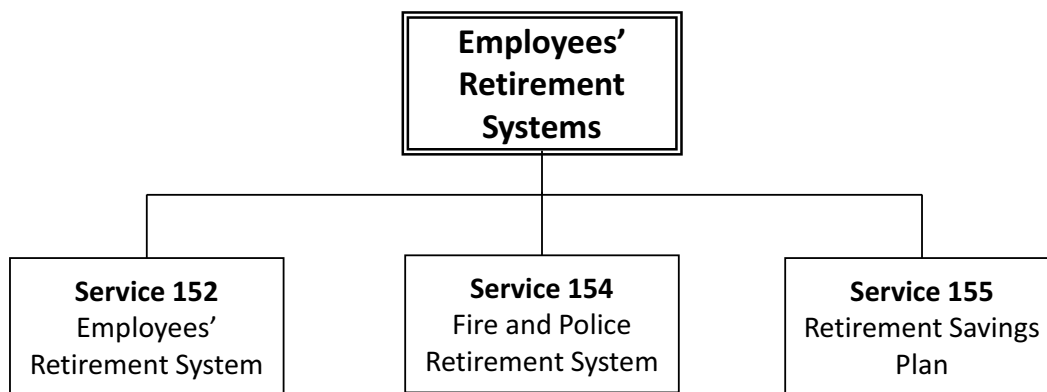 Employees’
Retirement
Systems
Service 152
Employees’
Retirement System
Service 154
Fire and Police
Retirement System
Service 155
Retirement Savings
Plan